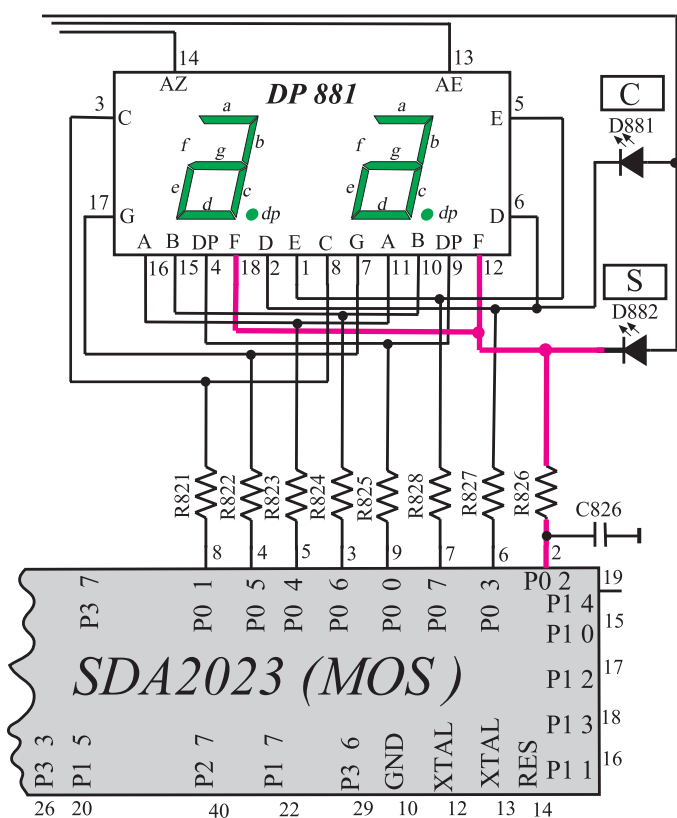 14 13
AZ DP 881 AE
C
D881
3 C E 5
a a
f b f b
g g
e c e c
d dp d dp
17 G D 6
A B DP F D E C G A B DP F
16 15 4 18 2 1 8 7 11 10 9 12
S
D882
R821 R822 R823 R824 R825 R828 R827 R826
C826
8 4 5 3 9 7 6 2
P3 7 P0 1 P0 5 P0 4 P0 6 P0 0 P0 7 P0 3 P0 2
19
P1 4
15
P1 0
SDA2023 (MOS )
P1 2 17
P1 3 18
P1 1 16
P3 3 P1 5 P2 7 P1 7 P3 6 GND XTAL XTAL RES
26 20 40 22 29 10 12 13 14